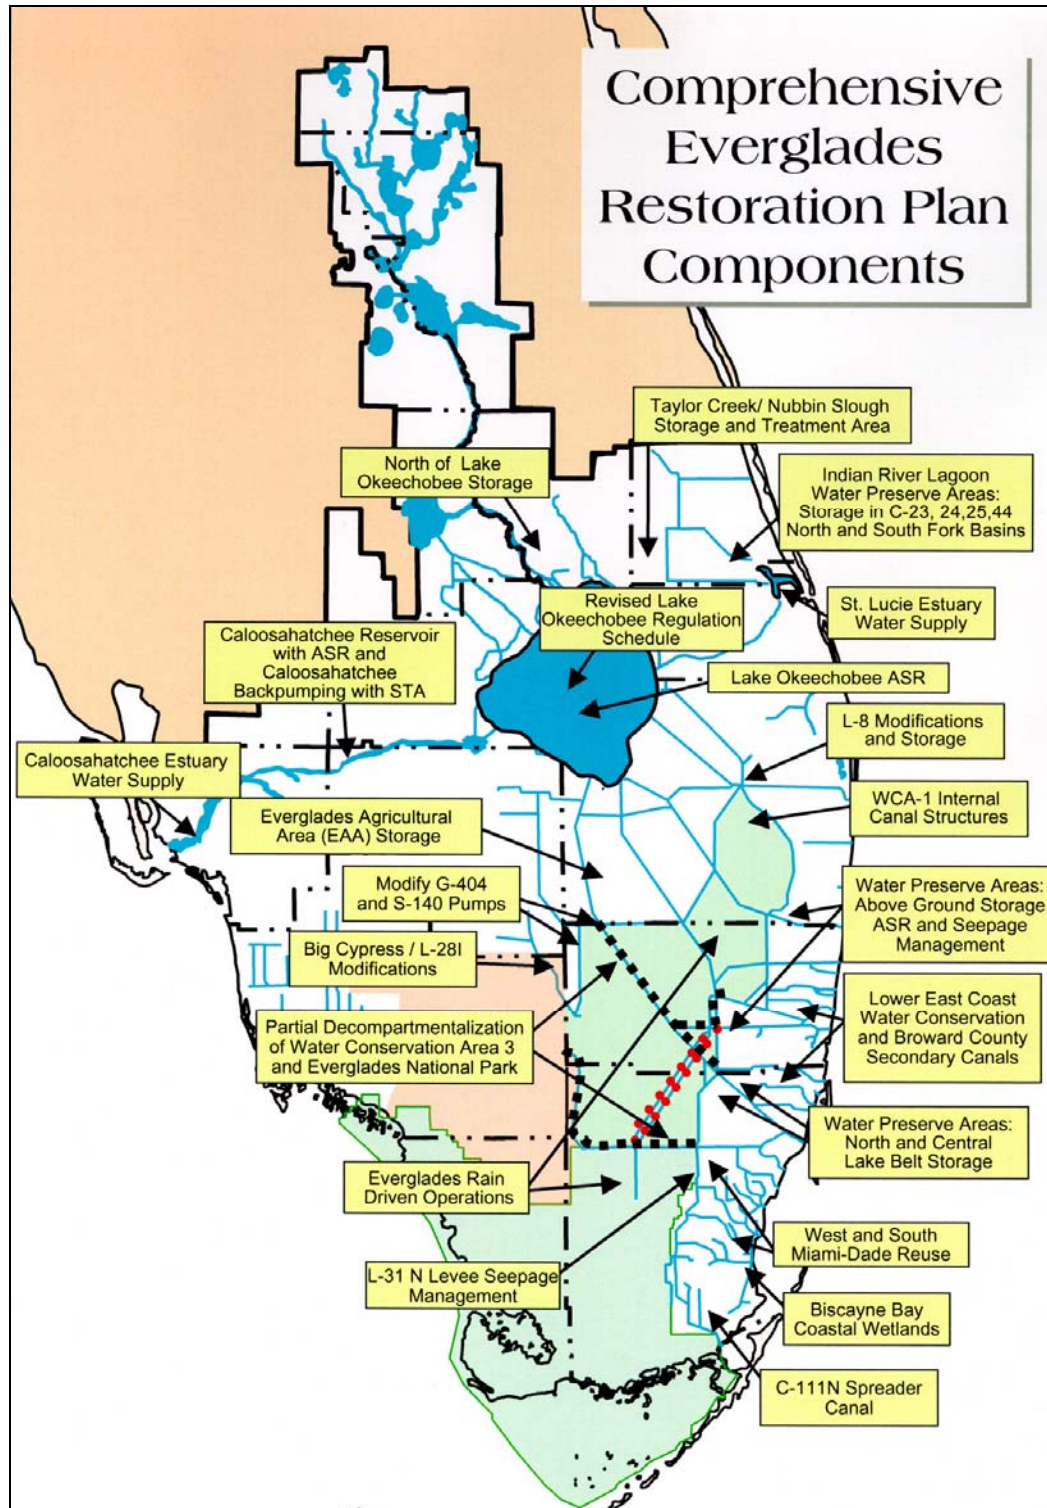 Comprehensive
Everglades
Restoration Plan
Components
Taylor Creek/ Nubbin Slough
Storage and Treatment Area
North of Lake
Okeechobee Storage
Indian River Lagoon
Water Preserve Areas:
Storage in C-23, 24,25,44
North and South Fork Basins
Revised Lake
Okeechobee Regulation
Schedule
St. Lucie Estuary
Water Supply
Caloosahatchee Reservoir
with ASR and
Caloosahatchee
Backpumping with STA
Lake Okeechobee ASR
L-8 Modifications
and Storage
Caloosahatchee Estuary
Water Supply
WCA-1 Internal
Canal Structures
Everglades Agricultural
Area (EAA) Storage
Modify G-404
and S-140 Pumps
Water Preserve Areas:
Above Ground Storage
ASR and Seepage
Management
Big Cypress / L-28I
Modifications
Lower East Coast
Water Conservation
and Broward County
Secondary Canals
Partial Decompartmentalization
of Water Conservation Area 3
and Everglades National Park
Water Preserve Areas:
North and Central
Lake Belt Storage
Everglades Rain
Driven Operations
West and South
Miami-Dade Reuse
L-31 N Levee Seepage
Management
Biscayne Bay
Coastal Wetlands
C-111N Spreader
Canal